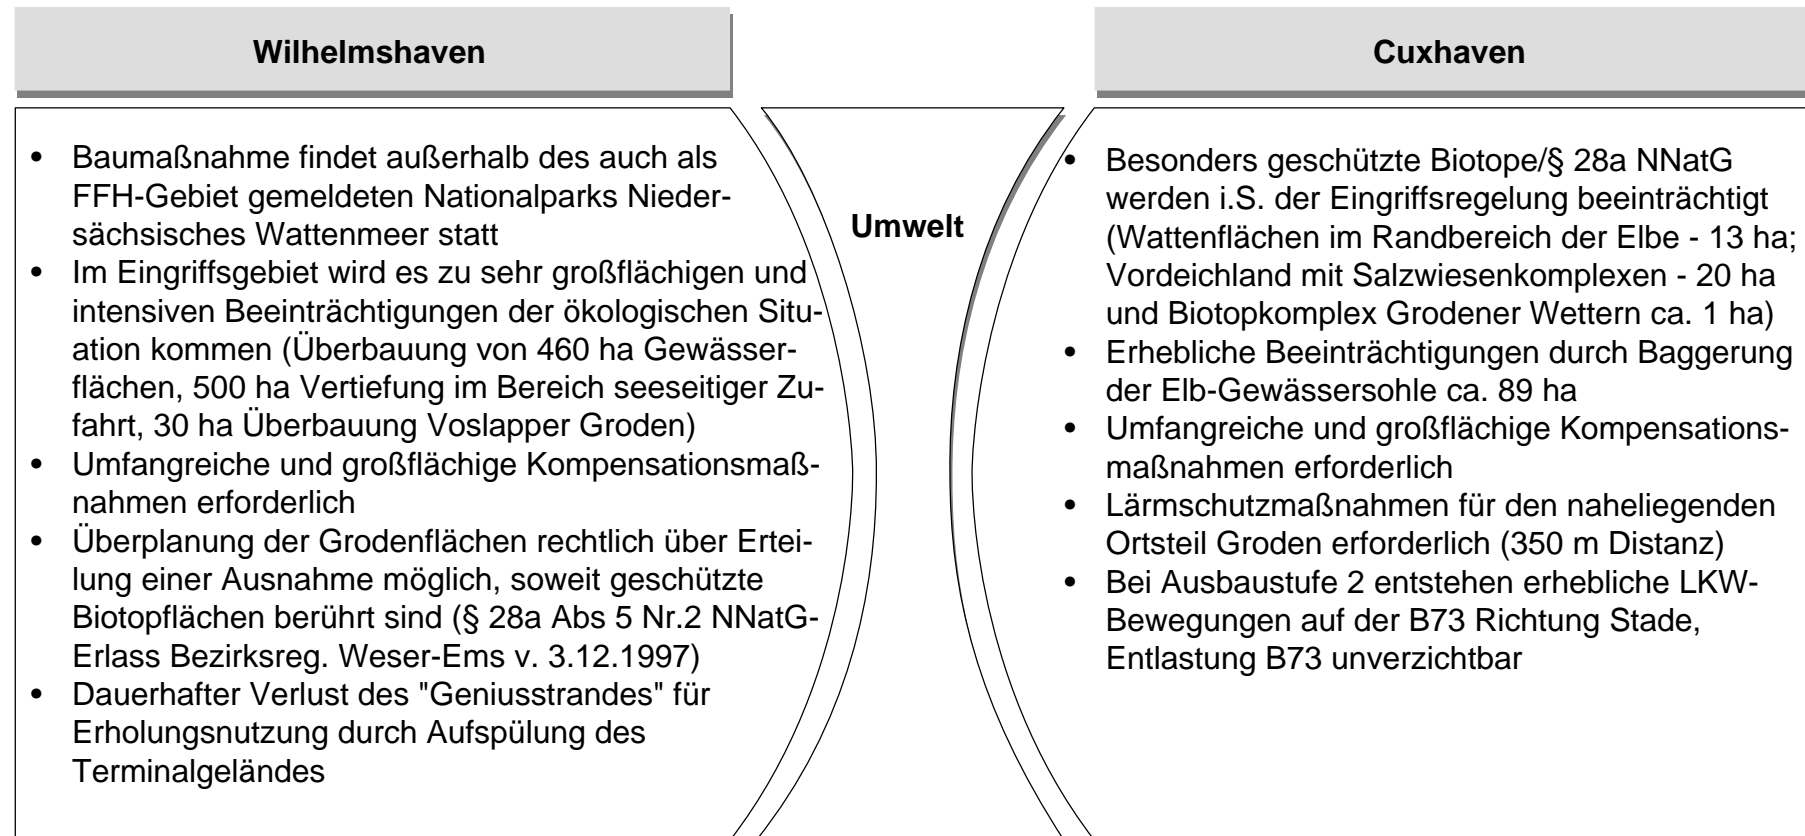 Wilhelmshaven
• Baumaßnahme findet außerhalb des auch als
FFH-Gebiet gemeldeten Nationalparks Nieder-
sächsisches Wattenmeer statt
• Im Eingriffsgebiet wird es zu sehr großflächigen und
intensiven Beeinträchtigungen der ökologischen Situ-
ation kommen (Überbauung von 460 ha Gewässer-
flächen, 500 ha Vertiefung im Bereich seeseitiger Zu-
fahrt, 30 ha Überbauung Voslapper Groden)
• Umfangreiche und großflächige Kompensationsmaß-
nahmen erforderlich
• Überplanung der Grodenflächen rechtlich über Ertei-
lung einer Ausnahme möglich, soweit geschützte
Biotopflächen berührt sind (§ 28a Abs 5 Nr.2 NNatG-
Erlass Bezirksreg. Weser-Ems v. 3.12.1997)
• Dauerhafter Verlust des "Geniusstrandes" für
Erholungsnutzung durch Aufspülung des
Terminalgeländes
Umwelt
Cuxhaven
• Besonders geschützte Biotope/§ 28a NNatG
werden i.S. der Eingriffsregelung beeinträchtigt
(Wattenflächen im Randbereich der Elbe - 13 ha;
Vordeichland mit Salzwiesenkomplexen - 20 ha
und Biotopkomplex Grodener Wettern ca. 1 ha)
• Erhebliche Beeinträchtigungen durch Baggerung
der Elb-Gewässersohle ca. 89 ha
• Umfangreiche und großflächige Kompensations-
maßnahmen erforderlich
• Lärmschutzmaßnahmen für den naheliegenden
Ortsteil Groden erforderlich (350 m Distanz)
• Bei Ausbaustufe 2 entstehen erhebliche LKW-
Bewegungen auf der B73 Richtung Stade,
Entlastung B73 unverzichtbar